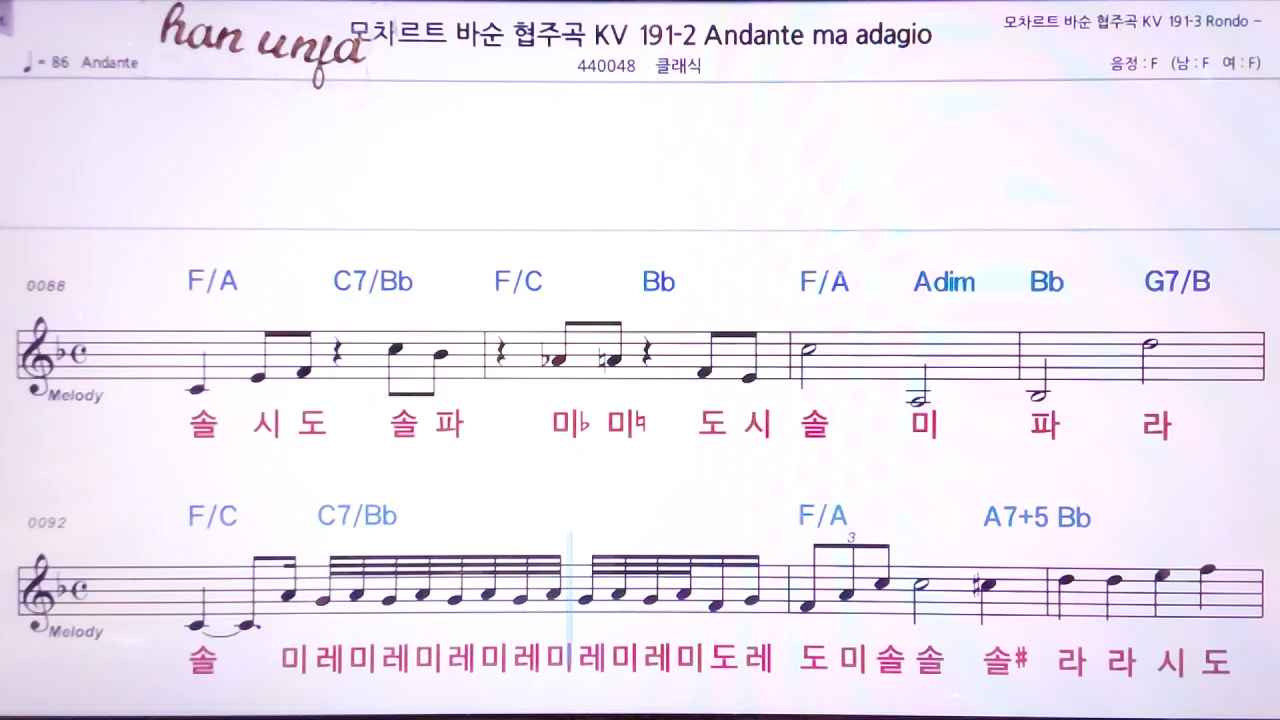 han unfa
모차르트 바순 협주곡 KV 191-2 Andante ma adagio
모차르트 바순 협주곡 KV 191-3 Rondo –
♩ = 86 Andante
440048 클래식
음정 : F (남 : F 여 : F)
0088 F/A C7/Bb F/C Bb F/A Adim Bb G7/B
Melody
솔 시 도 솔 파 미♭ 미♮ 도 시 솔 미 파 라
0092 F/C C7/Bb F/A A7+5 Bb
3
Melody
솔 미 레 미 레 미 레 미 레 미 레 미 레 미 도 레 도 미 솔 솔 솔# 라 라 시 도